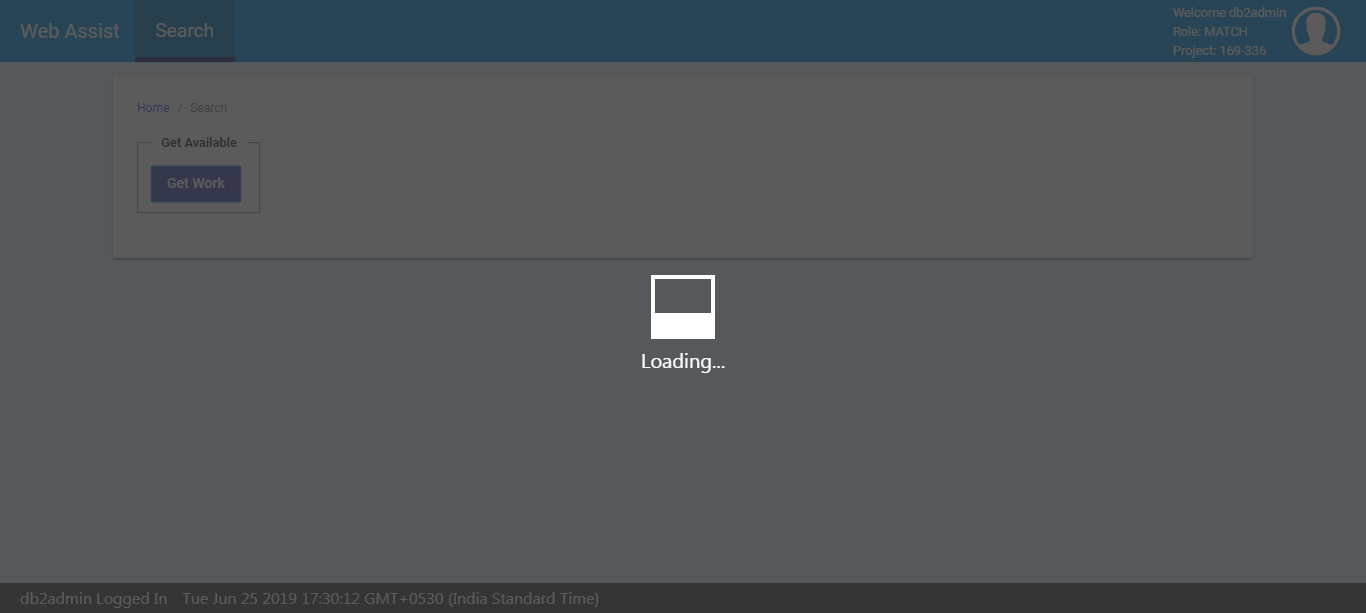 Web Assist Search
Welcome db2admin
Role: MATCH
Project: 169-336
Home / Search
Get Available
Get Work
Loading...
db2admin Logged In Tue Jun 25 2019 17:30:12 GMT+0530 (India Standard Time)